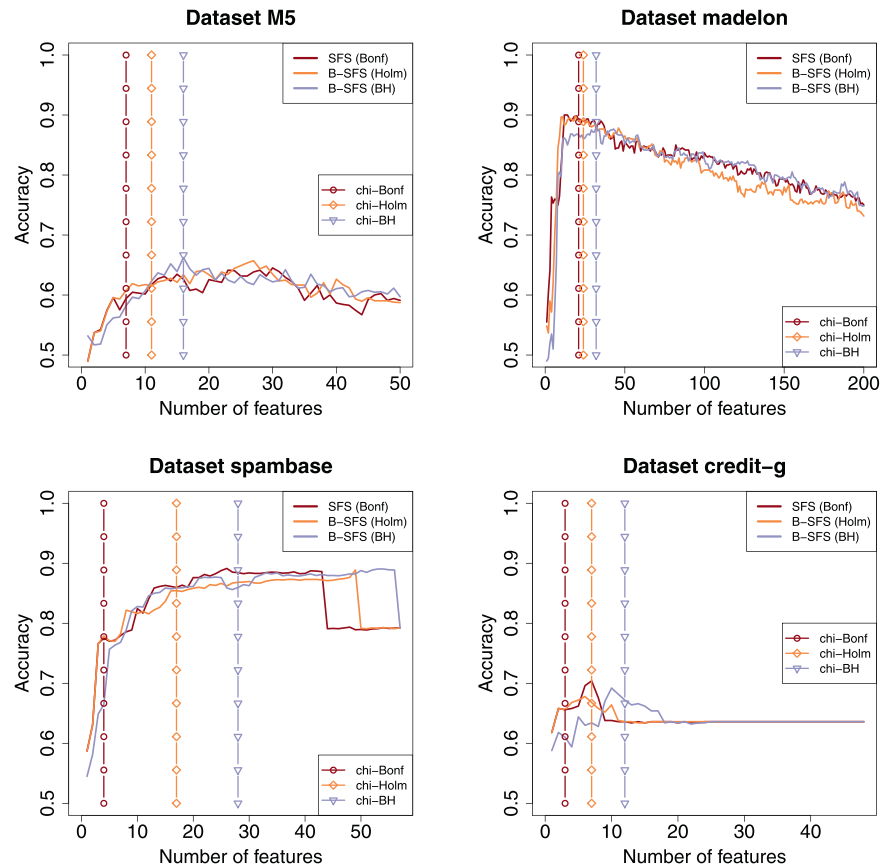 Dataset M5
SFS (Bonf)
B−SFS (Holm)
B−SFS (BH)
chi−Bonf
chi−Holm
chi−BH
Accuracy
0.5 0.6 0.7 0.8 0.9 1.0
0 10 20 30 40 50
Number of features
Dataset madelon
SFS (Bonf)
B−SFS (Holm)
B−SFS (BH)
chi−Bonf
chi−Holm
chi−BH
Accuracy
0.5 0.6 0.7 0.8 0.9 1.0
0 50 100 150 200
Number of features
Dataset spambase
SFS (Bonf)
B−SFS (Holm)
B−SFS (BH)
chi−Bonf
chi−Holm
chi−BH
Accuracy
0.5 0.6 0.7 0.8 0.9 1.0
0 10 20 30 40 50
Number of features
Dataset credit−g
SFS (Bonf)
B−SFS (Holm)
B−SFS (BH)
chi−Bonf
chi−Holm
chi−BH
Accuracy
0.5 0.6 0.7 0.8 0.9 1.0
0 10 20 30 40
Number of features